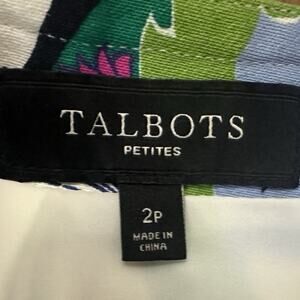 TALBOTS
PETITES
2P
MADE IN
CHINA